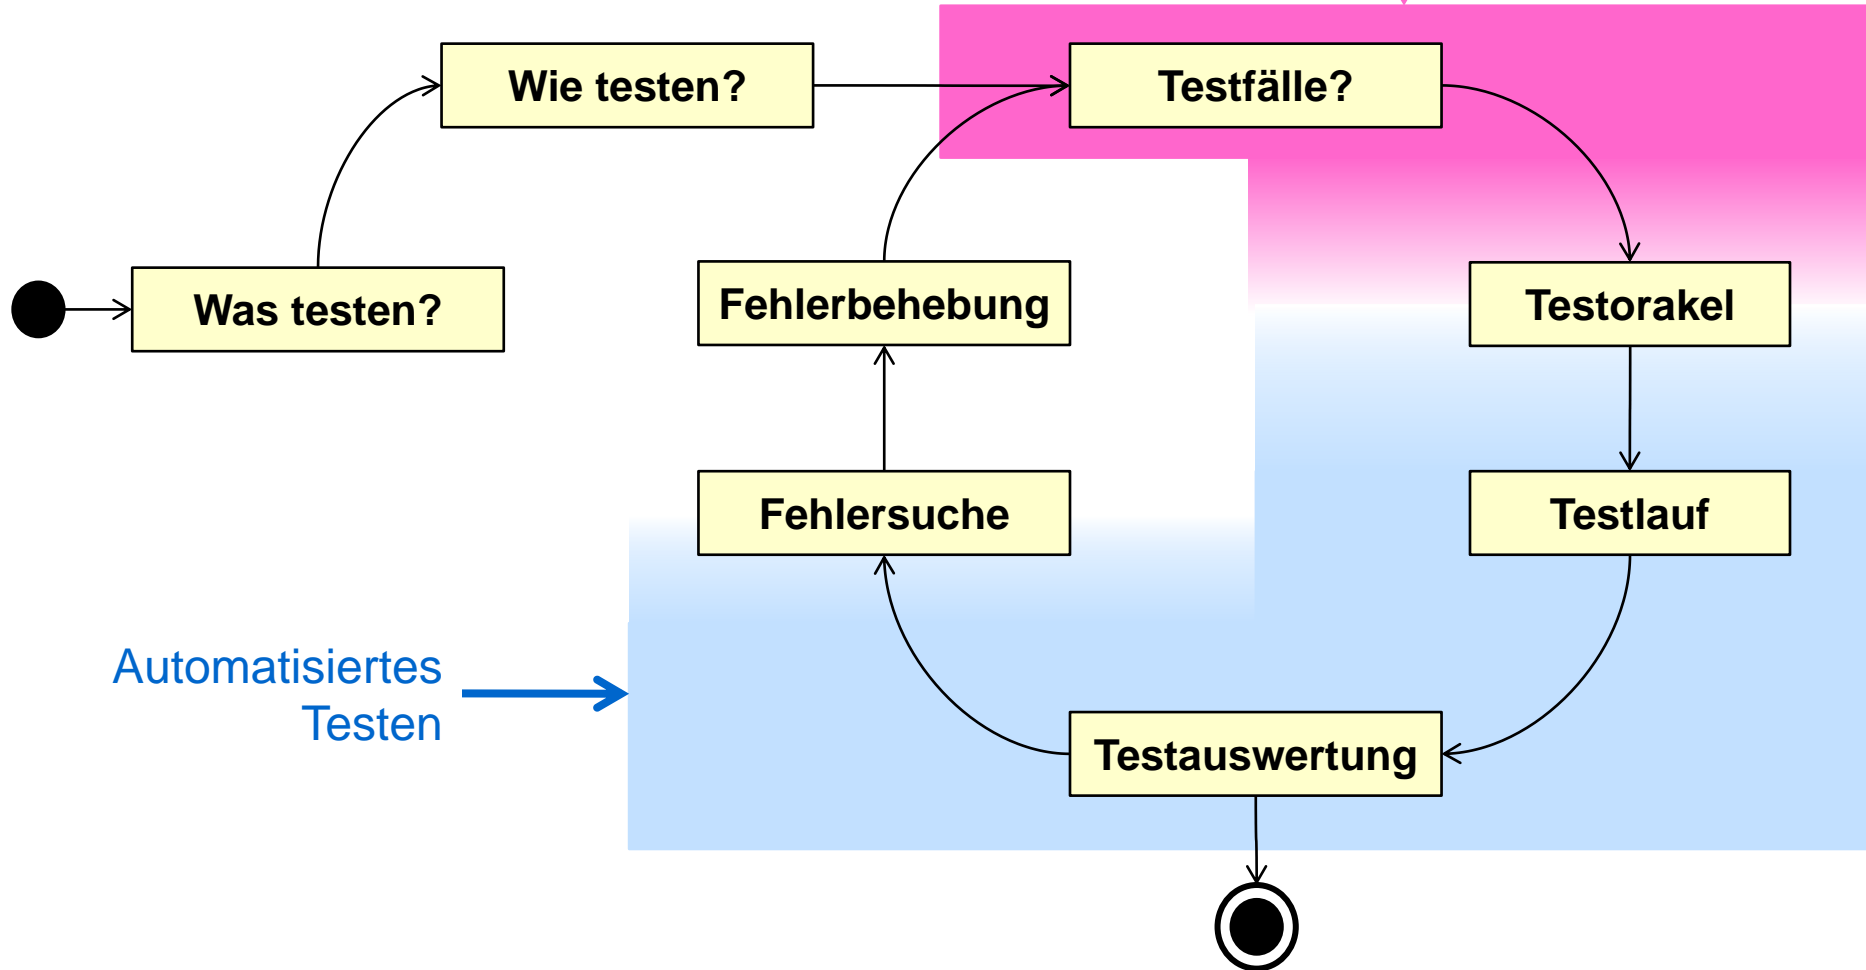 Wie testen?
Testfälle?
Was testen?
Fehlerbehebung
Testorakel
Fehlersuche
Testlauf
Automatisiertes
Testen
Testauswertung